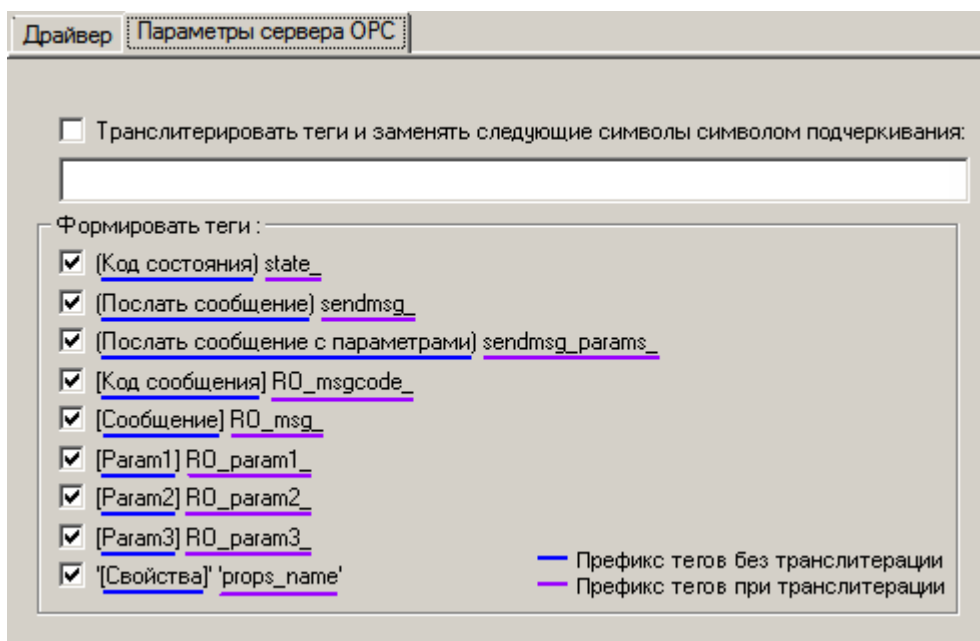 Драйвер Параметры сервера OPC
Транслитерировать теги и заменять следующие символы символом подчеркивания:
Формировать теги :
(Код состояния) state_
(Послать сообщение) sendmsg_
(Послать сообщение с параметрами) sendmsg_params_
[Код сообщения] RO_msgcode_
[Сообщение] RO_msg_
[Param1] RO_param1_
[Param2] RO_param2_
[Param3] RO_param3_
'[Свойства]' 'props_name'
Префикс тегов без транслитерации
Префикс тегов при транслитерации